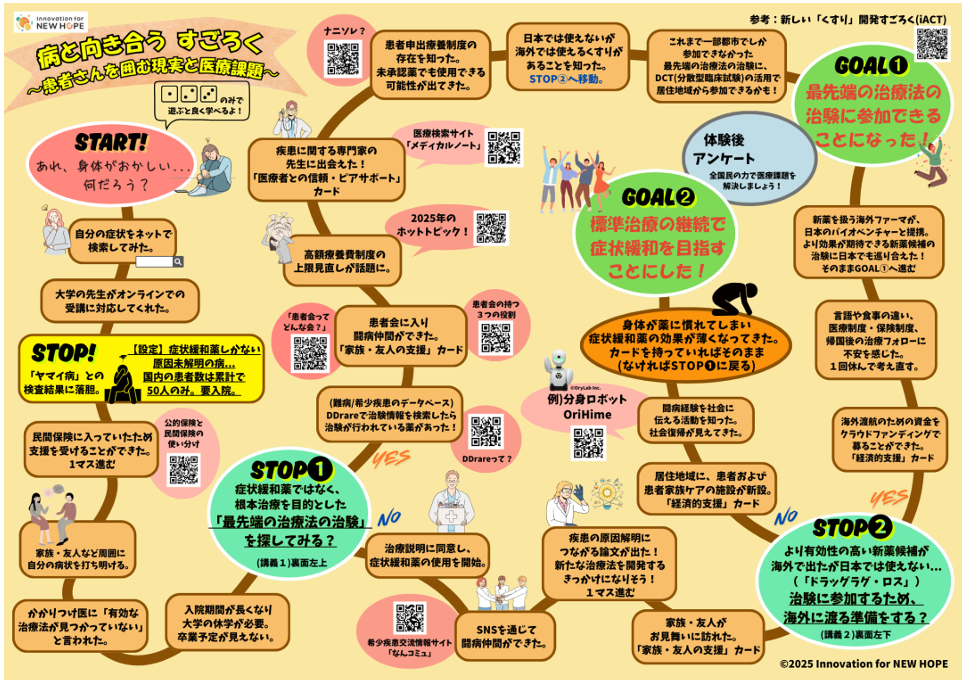 Innovation for
NEW HOPE
病と向き合う すごろく
～患者さんを囲む現実と医療課題～
のみで
遊ぶと良く学べるよ！
START!
あれ、身体がおかしい...
何だろう？
自分の症状をネットで
検索してみた。
大学の先生がオンラインでの
受講に対応してくれた。
STOP!
「ヤマイ病」との
検査結果に落胆。
【設定】症状緩和薬しかない
原因未解明の病...
国内の患者数は累計で
50人のみ。要入院。
民間保険に入っていたため
支援を受けることができた。
1マス進む
公的保険と
民間保険の
使い分け
家族・友人など周囲に
自分の病状を打ち明ける。
かかりつけ医に「有効な
治療法が見つかっていない」
と言われた。
入院期間が長くなり
大学の休学が必要。
卒業予定が見えない。
STOP❶
症状緩和薬ではなく、
根本治療を目的とした
「最先端の治療法の治験」
を探してみる？
(講義１)裏面左上
YES
NO
(難病/希少疾患のデータベース)
DDrareで治験情報を検索したら
治験が行われている薬があった！
DDrareって？
患者会に入り
闘病仲間ができた。
「家族・友人の支援」カード
「患者会って
どんな会？」
患者会の持つ
３つの役割
高額療養費制度の
上限見直しが話題に。
2025年の
ホットトピック！
疾患に関する専門家の
先生に出会えた！
「医療者との信頼・ピアサポート」
カード
医療検索サイト
「メディカルノート」
ナニソレ？
患者申出療養制度の
存在を知った。
未承認薬でも使用できる
可能性が出てきた。
日本では使えないが
海外では使えるくすりが
あることを知った。
STOP②へ移動。
これまで一部都市でしか
参加できなかった
最先端の治療法の治験に、
DCT(分散型臨床試験)の活用で
居住地域から参加できるかも！
参考：新しい「くすり」開発すごろく(iACT)
GOAL❶
最先端の治療法の
治験に参加できる
ことになった！
体験後
アンケート
全国民の力で医療課題を
解決しましょう！
GOAL❷
標準治療の継続で
症状緩和を目指す
ことにした！
身体が薬に慣れてしまい
症状緩和薬の効果が薄くなってきた。
カードを持っていればそのまま
(なければSTOP❶に戻る)
©OryLab Inc.
例)分身ロボット
OriHime
闘病経験を社会に
伝える活動を知った。
社会復帰が見えてきた。
居住地域に、患者および
患者家族ケアの施設が新設。
「経済的支援」カード
治療説明に同意し、
症状緩和薬の使用を開始。
希少疾患交流情報サイト
「なんコミュ」
SNSを通じて
闘病仲間ができた。
疾患の原因解明に
つながる論文が出た！
新たな治療法を開発する
きっかけになりそう！
１マス進む
家族・友人が
お見舞いに訪れた。
「家族・友人の支援」カード
NO
YES
STOP❷
より有効性の高い新薬候補が
海外で出たが日本では使えない...
（「ドラッグラグ・ロス」）
治験に参加するため、
海外に渡る準備をする？
(講義２)裏面左下
海外渡航のための資金を
クラウドファンディングで
募ることができた。
「経済的支援」カード
言語や食事の違い、
医療制度・保険制度、
帰国後の治療フォローに
不安を感じた。
１回休んで考え直す。
新薬を扱う海外ファーマが、
日本のバイオベンチャーと提携。
より効果が期待できる新薬候補の
治験に日本でも巡り合えた！
そのままGOAL①へ進む
©2025 Innovation for NEW HOPE